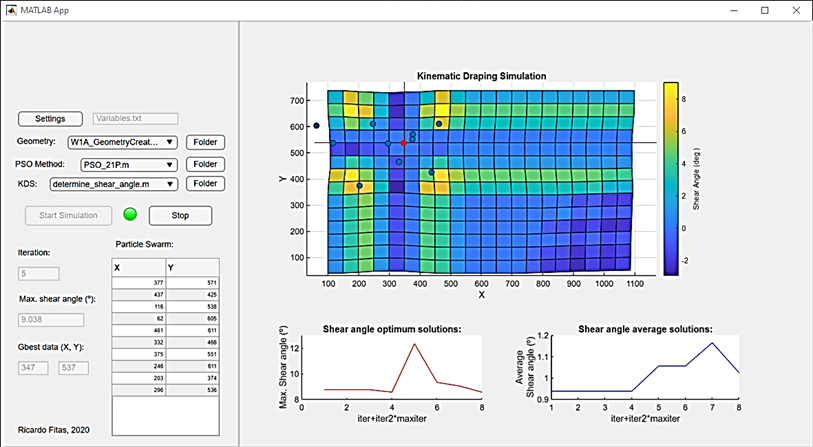 MATLAB App
Settings
Variables.txt
Geometry:
W1A_GeometryCreat...
Folder
PSO Method:
PSO_21P.m
Folder
KDS:
determine_shear_angle.m
Folder
Start Simulation
Stop
Iteration:
5
Max. shear angle (º):
9.038
Gbest data (X, Y):
347 537
Particle Swarm:
X Y
377 571
437 425
116 538
62 605
461 611
332 466
375 551
246 611
203 374
296 536
Ricardo Fitas, 2020
Kinematic Draping Simulation
700
600
500
400
300
200
100
Y
100 200 300 400 500 600 700 800 900 1000 1100
X
8
6
4
2
0
-2
Shear Angle (deg.)
Shear angle optimum solutions:
Max. Shear angle (º)
12
10
8
0 2 4 6 8
iter+iter2*maxiter
Shear angle average solutions:
Average
Shear angle (º)
1.2
1.1
1
0.9
1 2 3 4 5 6 7 8
iter+iter2*maxiter